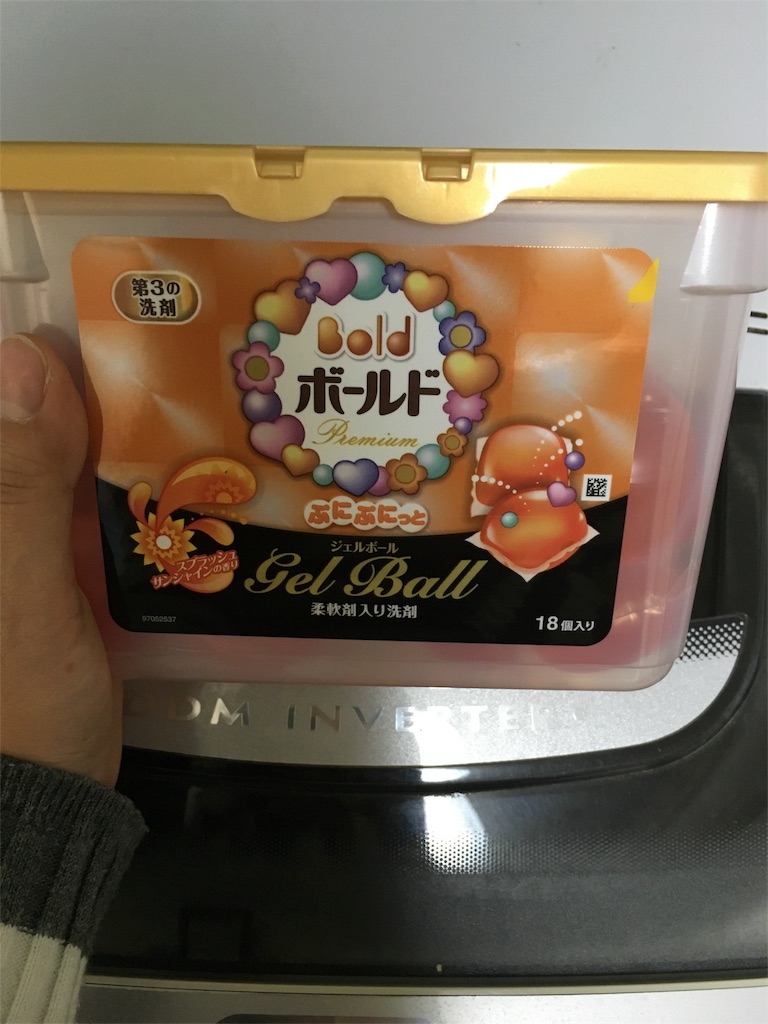 第3の
洗剤
Bold
ボールド
Premium
ぷにぷにっと
スプラッシュ
サンシャインの香り
ジェルボール
Gel Ball
柔軟剤入り洗剤
97052537
18個入り
DM INVERTER